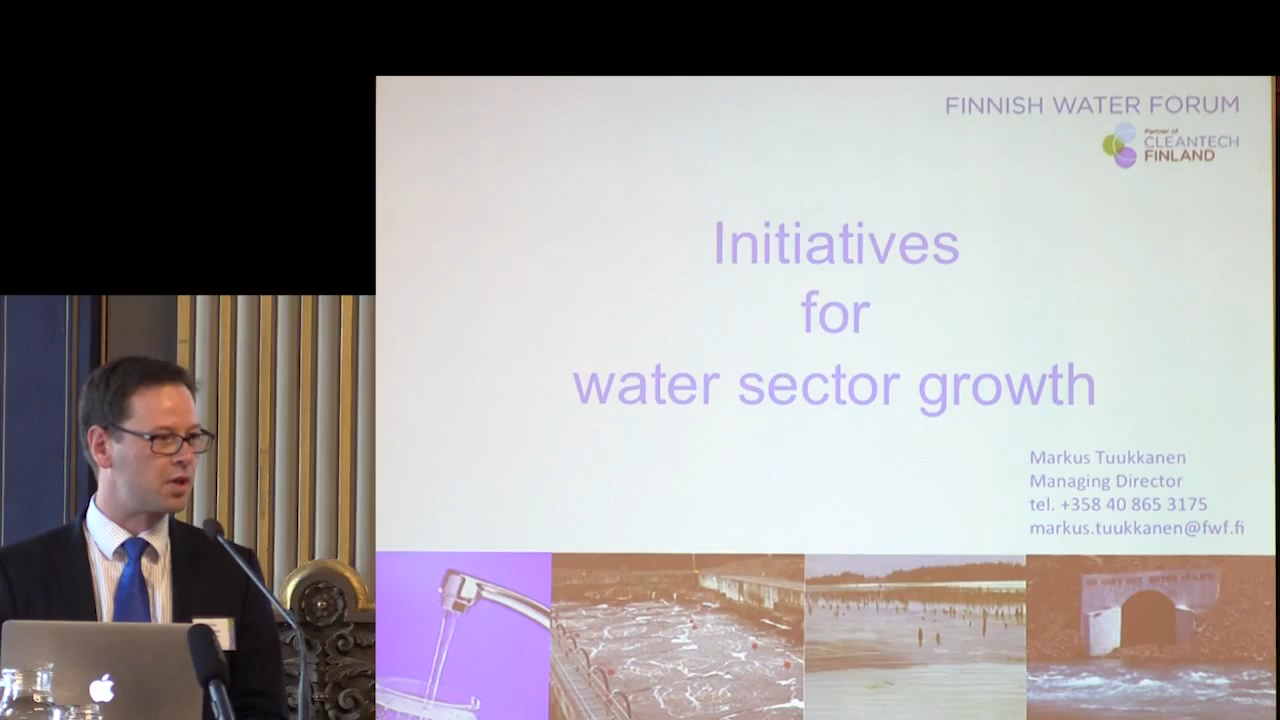 FINNISH WATER FORUM
Partner of
CLEANTECH
FINLAND
Initiatives
for
water sector growth
Markus Tuukkanen
Managing Director
tel. +358 40 865 3175
markus.tuukkanen@fwf.fi